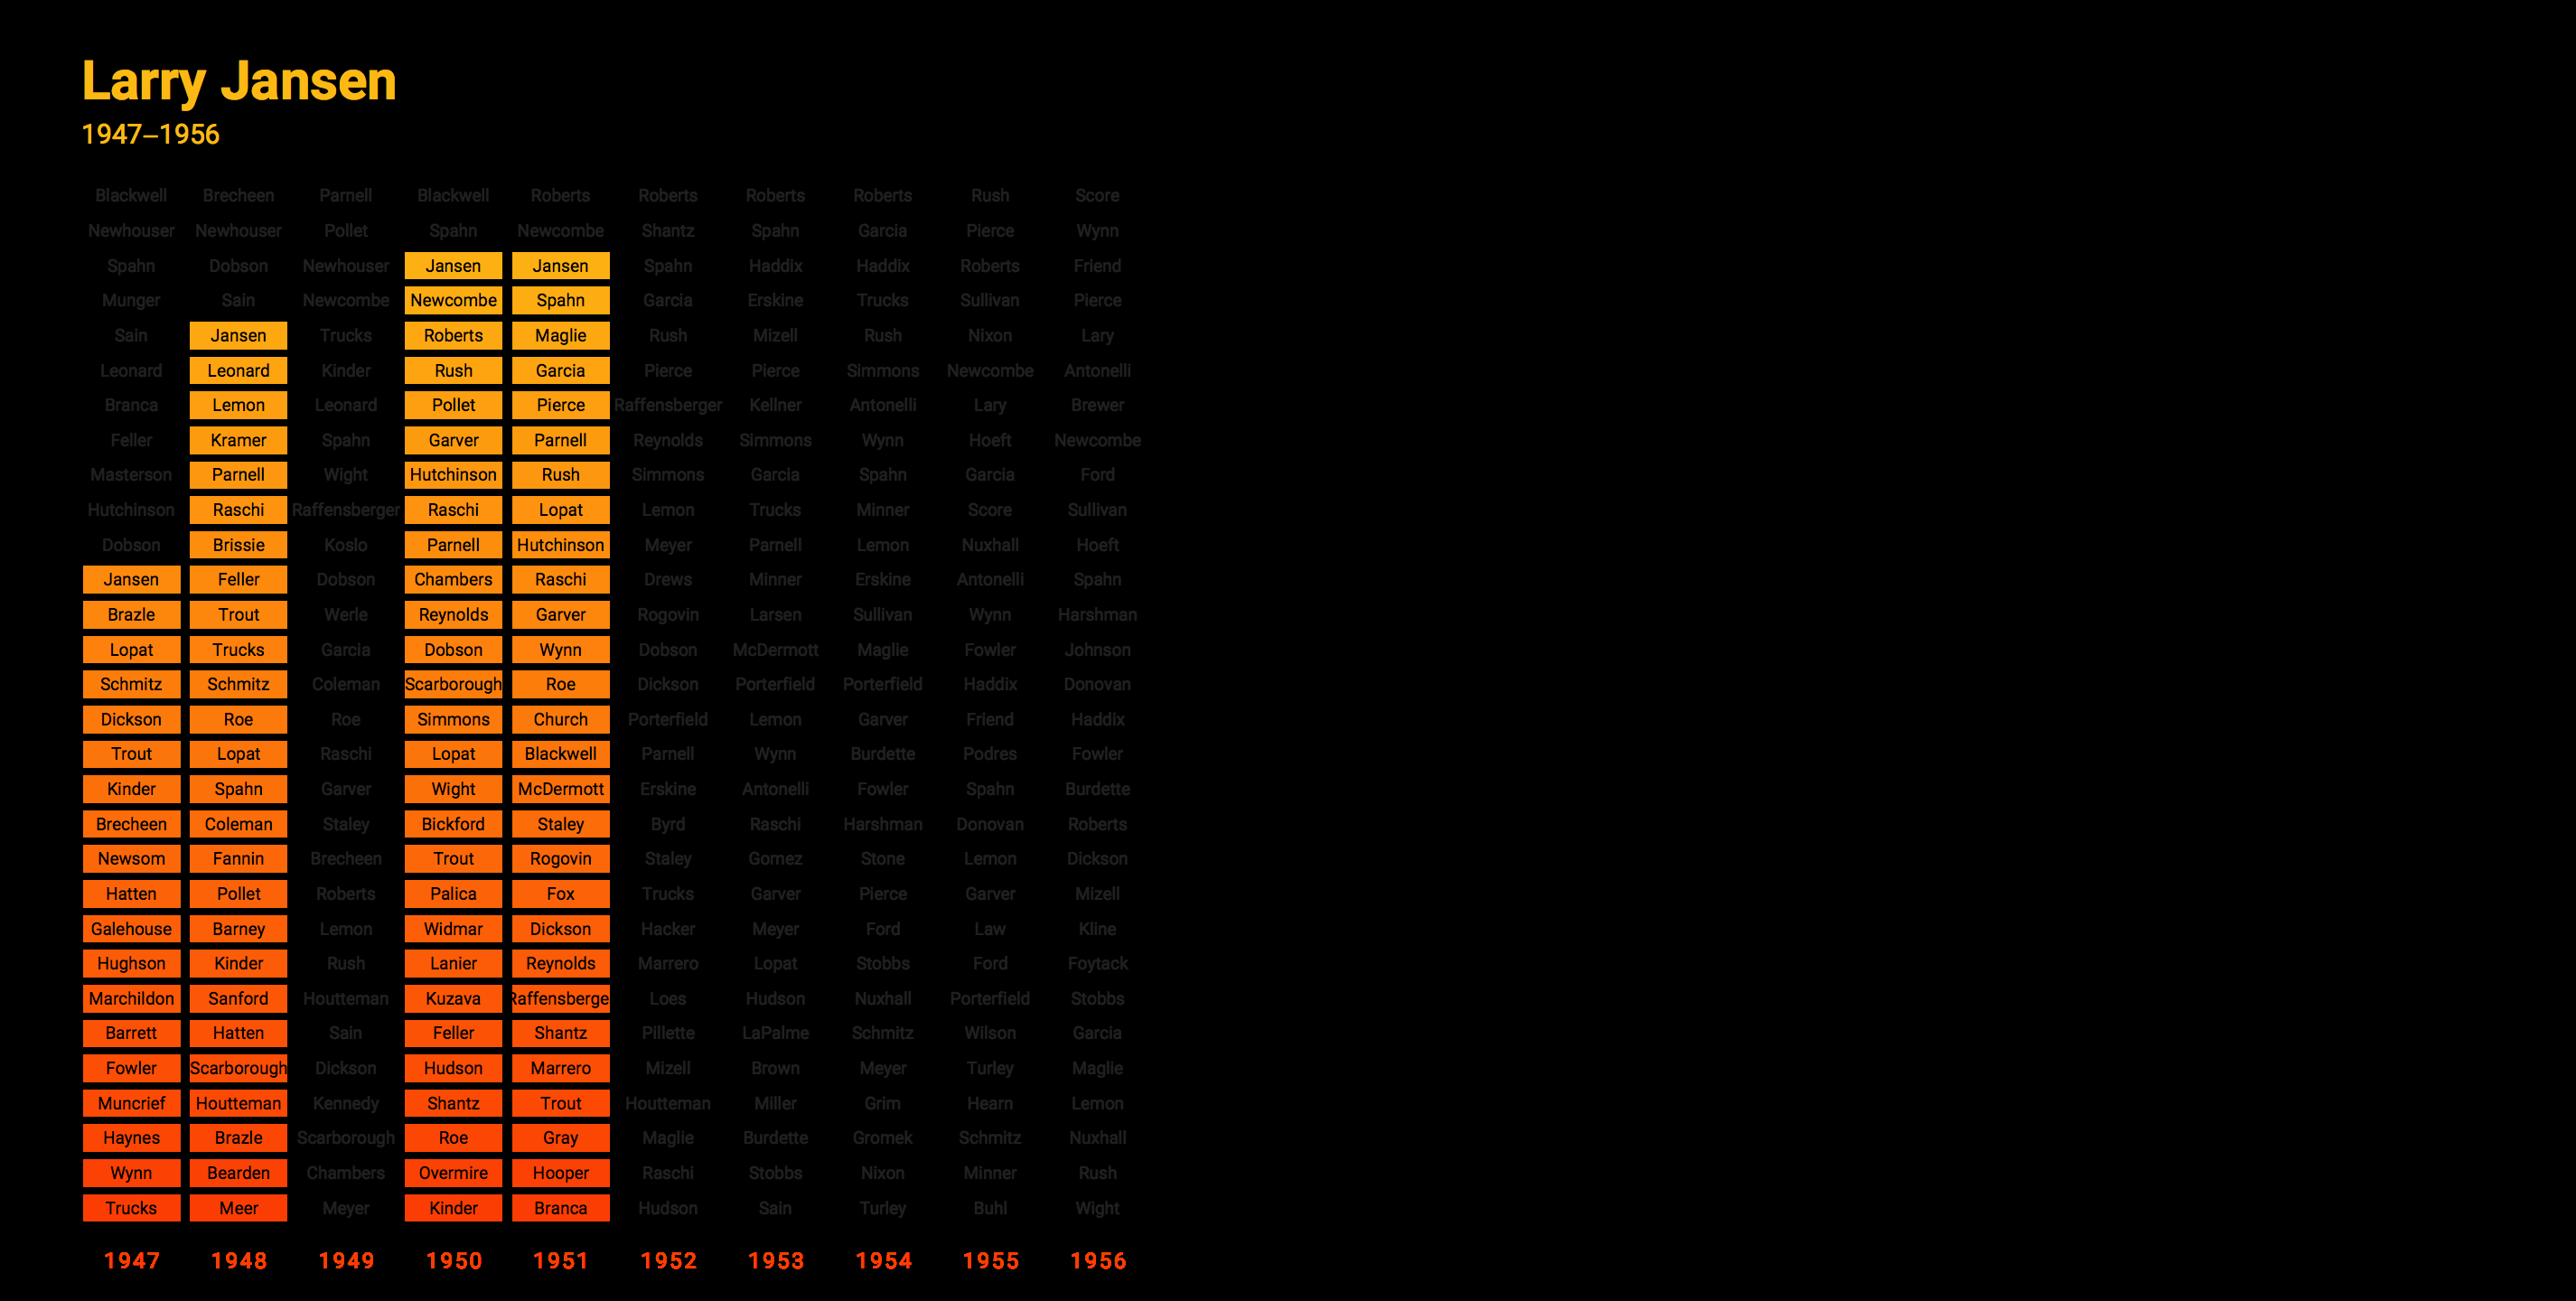 Larry Jansen
1947–1956
Blackwell Brecheen Parnell Blackwell Roberts Roberts Roberts Roberts Rush Score
Newhouser Newhouser Pollet Spahn Newcombe Shantz Spahn Garcia Pierce Wynn
Spahn Dobson Newhouser Jansen Jansen Spahn Haddix Haddix Roberts Friend
Munger Sain Newcombe Newcombe Spahn Garcia Erskine Trucks Sullivan Pierce
Sain Jansen Trucks Roberts Maglie Rush Mizell Rush Nixon Lary
Leonard Leonard Kinder Rush Garcia Pierce Pierce Simmons Newcombe Antonelli
Branca Lemon Leonard Pollet Pierce Raffensberger Kellner Antonelli Lary Brewer
Feller Kramer Spahn Garver Parnell Reynolds Simmons Wynn Hoeft Newcombe
Masterson Parnell Wight Hutchinson Rush Simmons Garcia Spahn Garcia Ford
Hutchinson Raschi Raffensberger Raschi Lopat Lemon Trucks Minner Score Sullivan
Dobson Brissie Koslo Parnell Hutchinson Meyer Parnell Lemon Nuxhall Hoeft
Jansen Feller Dobson Chambers Raschi Drews Minner Erskine Antonelli Spahn
Brazle Trout Werle Reynolds Garver Rogovin Larsen Sullivan Wynn Harshman
Lopat Trucks Garcia Dobson Wynn Dobson McDermott Maglie Fowler Johnson
Schmitz Schmitz Coleman Scarborough Roe Dickson Porterfield Porterfield Haddix Donovan
Dickson Roe Roe Simmons Church Porterfield Lemon Garver Friend Haddix
Trout Lopat Raschi Lopat Blackwell Parnell Wynn Burdette Podres Fowler
Kinder Spahn Garver Wight McDermott Erskine Antonelli Fowler Spahn Burdette
Brecheen Coleman Staley Bickford Staley Byrd Raschi Harshman Donovan Roberts
Newsom Fannin Brecheen Trout Rogovin Staley Gomez Stone Lemon Dickson
Hatten Pollet Roberts Palica Fox Trucks Garver Pierce Garver Mizell
Galehouse Barney Lemon Widmar Dickson Hacker Meyer Ford Law Kline
Hughson Kinder Rush Lanier Reynolds Marrero Lopat Stobbs Ford Foytack
Marchildon Sanford Houtteman Kuzava Raffensberge Loes Hudson Nuxhall Porterfield Stobbs
Barrett Hatten Sain Feller Shantz Pillette LaPalme Schmitz Wilson Garcia
Fowler Scarborough Dickson Hudson Marrero Mizell Brown Meyer Turley Maglie
Muncrief Houtteman Kennedy Shantz Trout Houtteman Miller Grim Hearn Lemon
Haynes Brazle Scarborough Roe Gray Maglie Burdette Gromek Schmitz Nuxhall
Wynn Bearden Chambers Overmire Hooper Raschi Stobbs Nixon Minner Rush
Trucks Meer Meyer Kinder Branca Hudson Sain Turley Buhl Wight
1947 1948 1949 1950 1951 1952 1953 1954 1955 1956